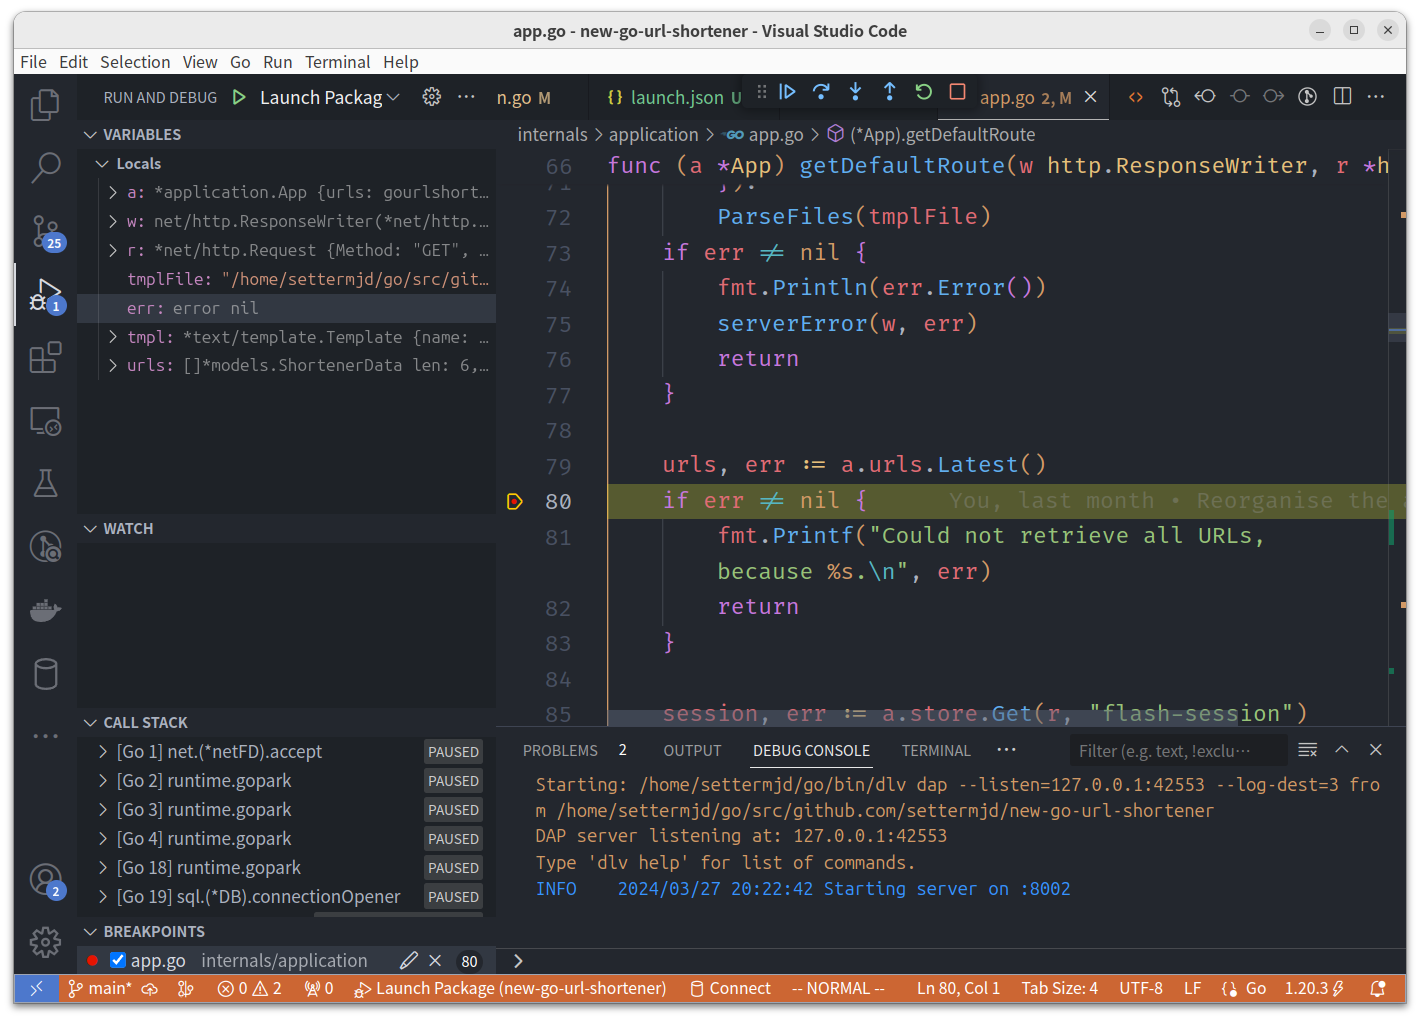 app.go - new-go-url-shortener - Visual Studio Code
File Edit Selection View Go Run Terminal Help
RUN AND DEBUG Launch Packag ··· n.go M {} launch.json U app.go 2, M ···
VARIABLES
Locals
a: *application.App {urls: gourlshort...
w: net/http.ResponseWriter(*net/http....
r: *net/http.Request {Method: "GET", ...
tmplFile: "/home/settermjd/go/src/git...
err: error nil
tmpl: *text/template.Template {name: ...
urls: []*models.ShortenerData len: 6,...
WATCH
CALL STACK
[Go 1] net.(*netFD).accept PAUSED
[Go 2] runtime.gopark PAUSED
[Go 3] runtime.gopark PAUSED
[Go 4] runtime.gopark PAUSED
[Go 18] runtime.gopark PAUSED
[Go 19] sql.(*DB).connectionOpener PAUSED
BREAKPOINTS
app.go internals/application 80
25
1
2
internals > application > GO app.go > (*App).getDefaultRoute
66 func (a *App) getDefaultRoute(w http.ResponseWriter, r *h
71 }).
72 ParseFiles(tmplFile)
73 if err ≠ nil {
74 fmt.Println(err.Error())
75 serverError(w, err)
76 return
77 }
78
79 urls, err := a.urls.Latest()
80 if err ≠ nil { You, last month • Reorganise the a
81 fmt.Printf("Could not retrieve all URLs,
because %s.\n", err)
82 return
83 }
84
85 session, err := a.store.Get(r, "flash-session")
PROBLEMS 2 OUTPUT DEBUG CONSOLE TERMINAL ··· Filter (e.g. text, !exclu···
Starting: /home/settermjd/go/bin/dlv dap --listen=127.0.0.1:42553 --log-dest=3 fro
m /home/settermjd/go/src/github.com/settermjd/new-go-url-shortener
DAP server listening at: 127.0.0.1:42553
Type 'dlv help' for list of commands.
INFO 2024/03/27 20:22:42 Starting server on :8002
>
main* 0 2 0 Launch Package (new-go-url-shortener) Connect -- NORMAL -- Ln 80, Col 1 Tab Size: 4 UTF-8 LF Go 1.20.3